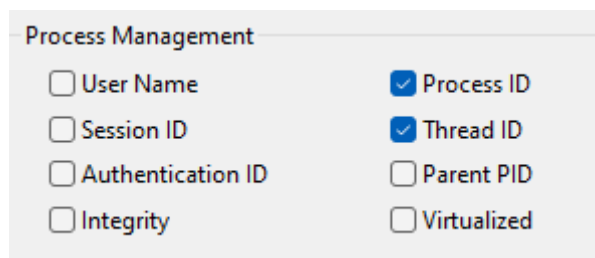 Process Management
User Name
Process ID
Session ID
Thread ID
Authentication ID
Parent PID
Integrity
Virtualized